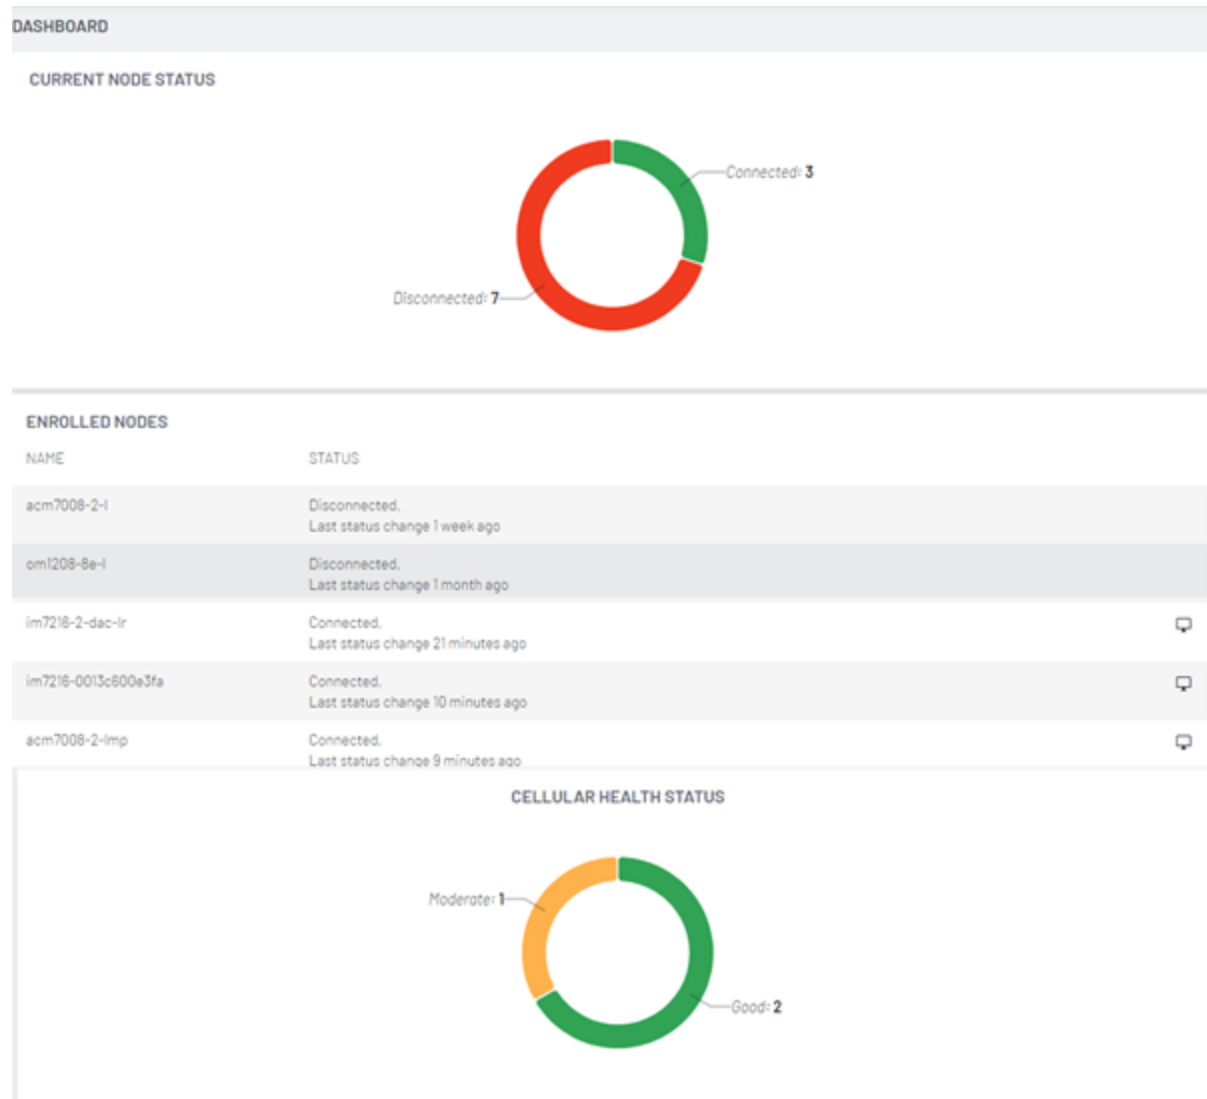 DASHBOARD
CURRENT NODE STATUS
Connected: 3
Disconnected: 7
ENROLLED NODES
NAME STATUS
acm7008-2-l Disconnected,
Last status change 1 week ago
om1208-8e-l Disconnected,
Last status change 1 month ago
im7216-2-dac-lr Connected,
Last status change 21 minutes ago
im7216-0013c600e3fa Connected,
Last status change 10 minutes ago
acm7008-2-lmp Connected,
Last status change 9 minutes ago
CELLULAR HEALTH STATUS
Moderate: 1
Good: 2